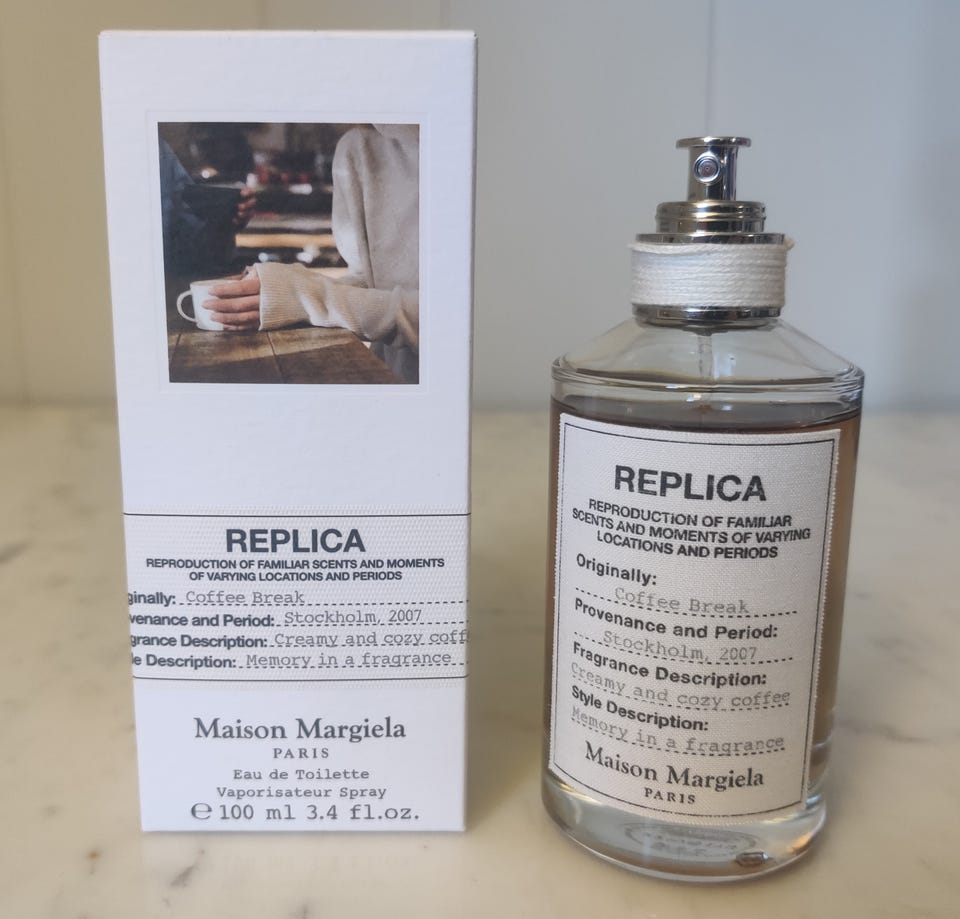 REPLICA
REPRODUCTION OF FAMILIAR SCENTS AND MOMENTS
OF VARYING LOCATIONS AND PERIODS
ginally: Coffee Break
venance and Period: Stockholm, 2007
grance Description: Creamy and cozy coff
le Description: Memory in a fragrance
Maison Margiela
PARIS
Eau de Toilette
Vaporisateur Spray
℮ 100 ml 3.4 fl.oz.
REPLICA
REPRODUCTION OF FAMILIAR
SCENTS AND MOMENTS OF VARYING
LOCATIONS AND PERIODS
Originally:
Coffee Break
Provenance and Period:
Stockholm, 2007
Fragrance Description:
Creamy and cozy coffee
Style Description:
Memory in a fragrance
Maison Margiela
PARIS